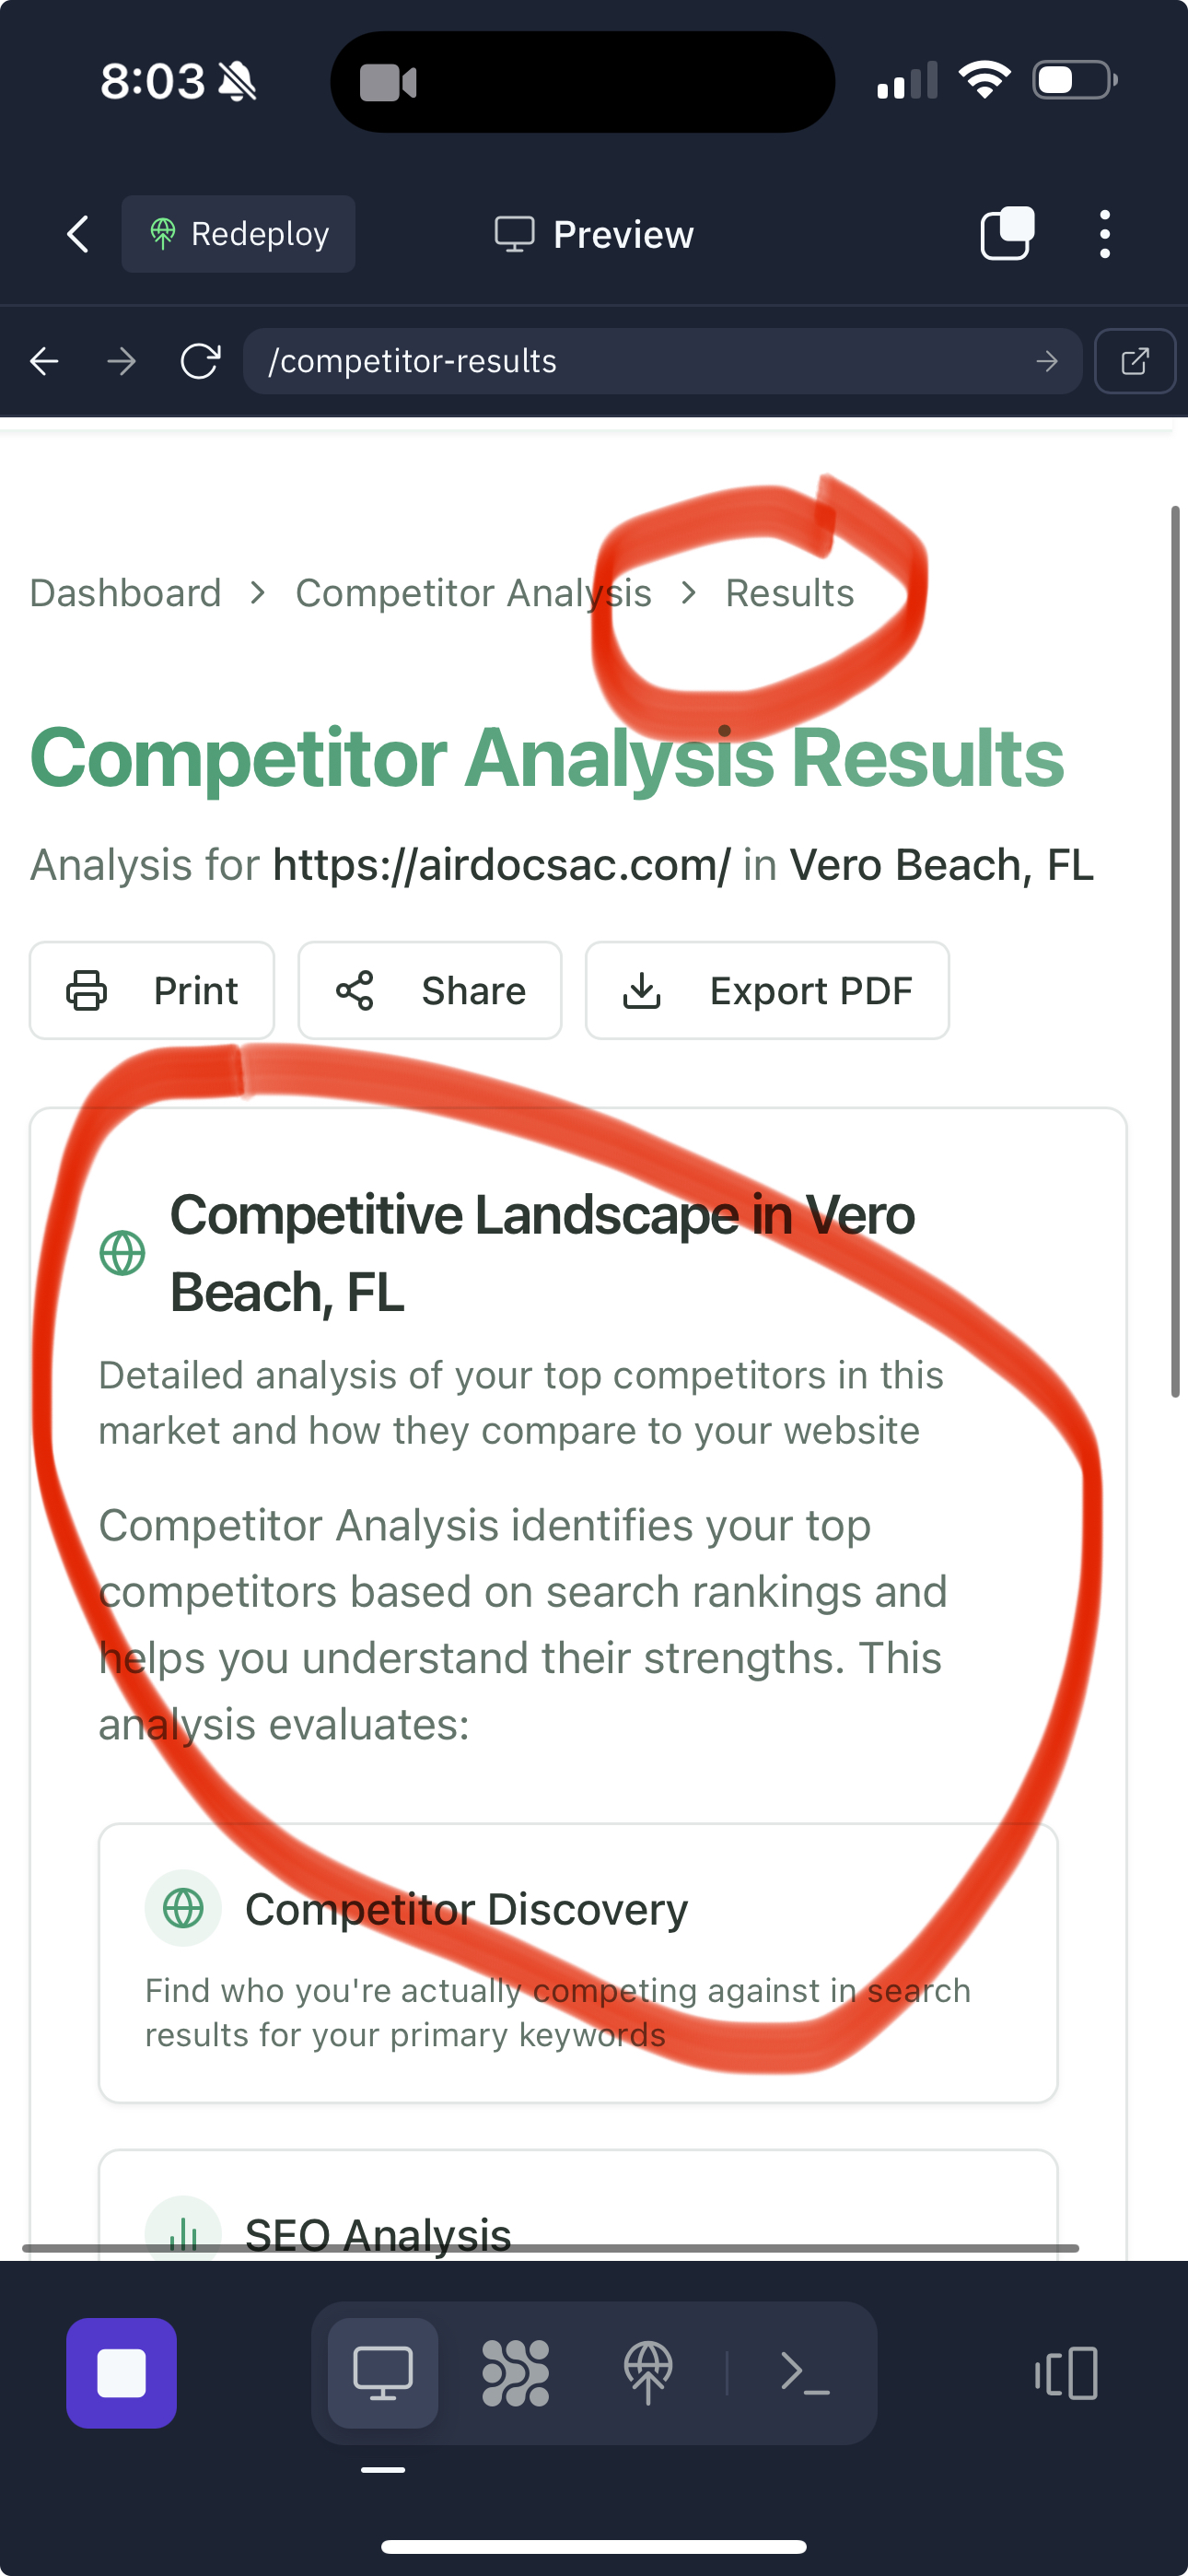 8:03
Redeploy
Preview
/competitor-results
Dashboard > Competitor Analysis > Results
Competitor Analysis Results
Analysis for https://airdocsac.com/ in Vero Beach, FL
Print Share Export PDF
Competitive Landscape in Vero
Beach, FL
Detailed analysis of your top competitors in this
market and how they compare to your website
Competitor Analysis identifies your top
competitors based on search rankings and
helps you understand their strengths. This
analysis evaluates:
Competitor Discovery
Find who you're actually competing against in search
results for your primary keywords
SEO Analysis